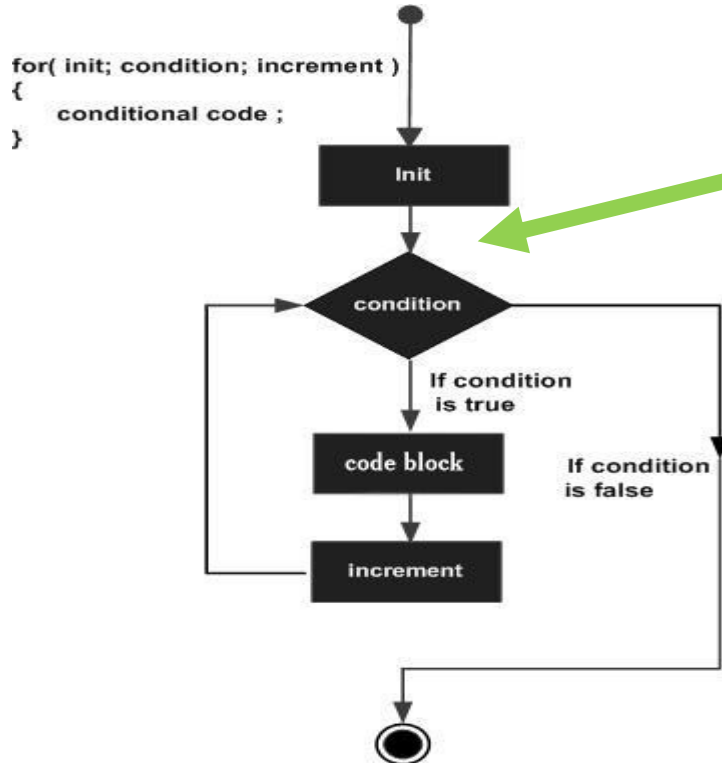 for( init; condition; increment )
{
conditional code ;
}
Init
condition
If condition
is true
code block
If condition
is false
increment